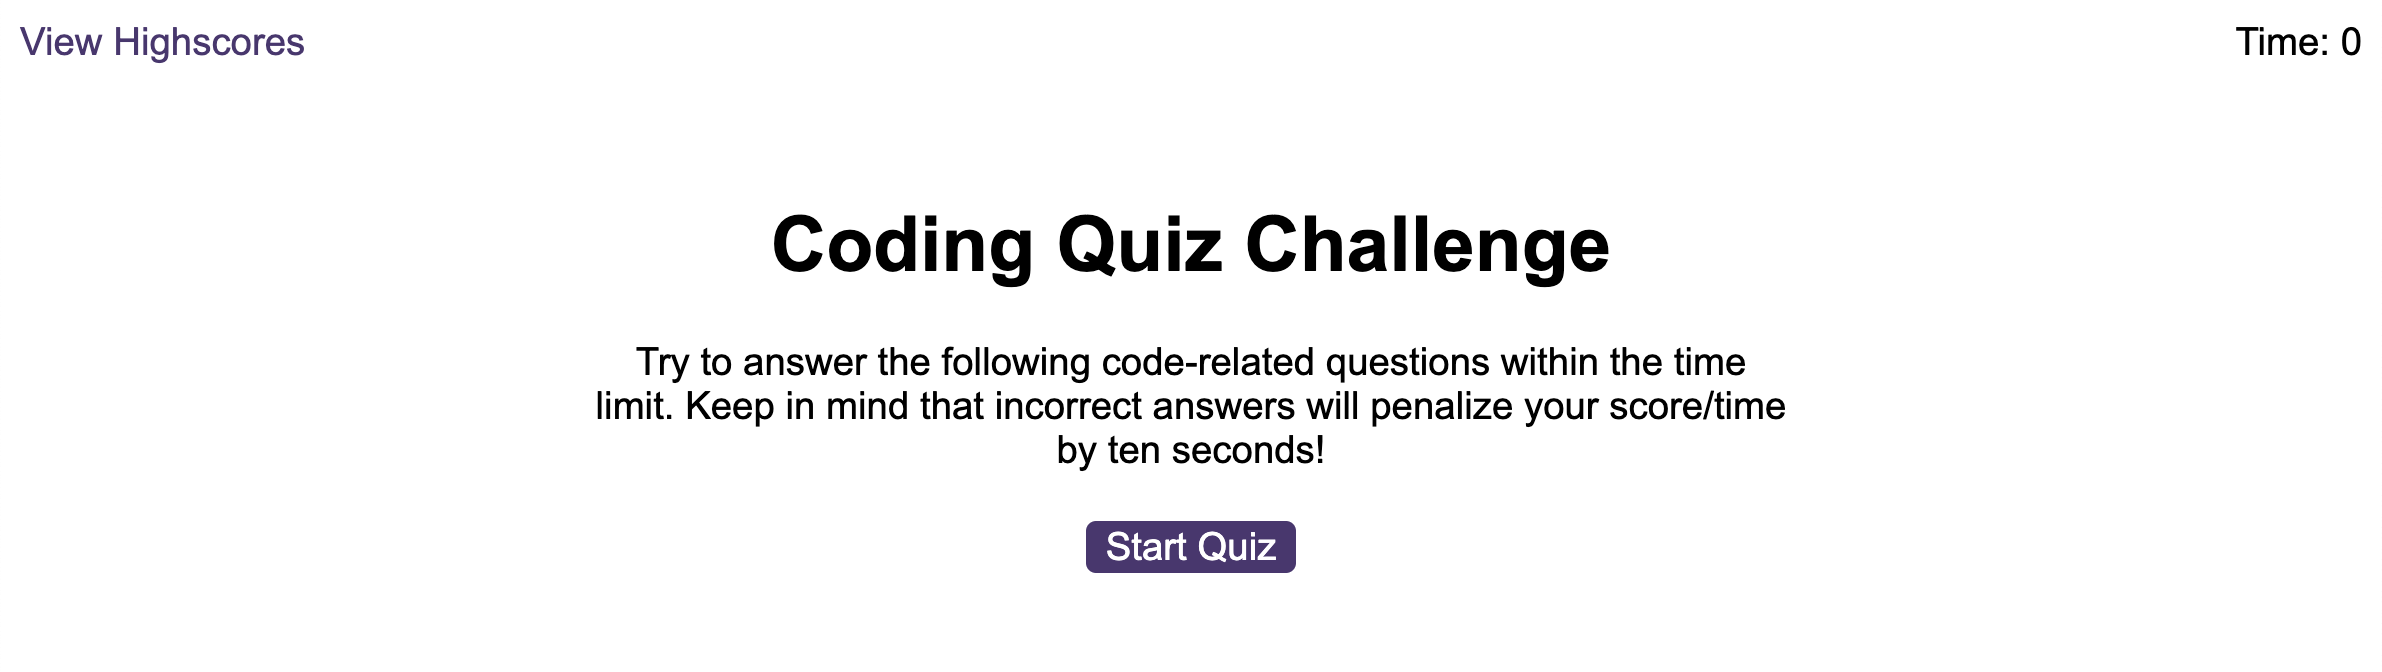 View Highscores
Time: 0
Coding Quiz Challenge
Try to answer the following code-related questions within the time
limit. Keep in mind that incorrect answers will penalize your score/time
by ten seconds!
Start Quiz